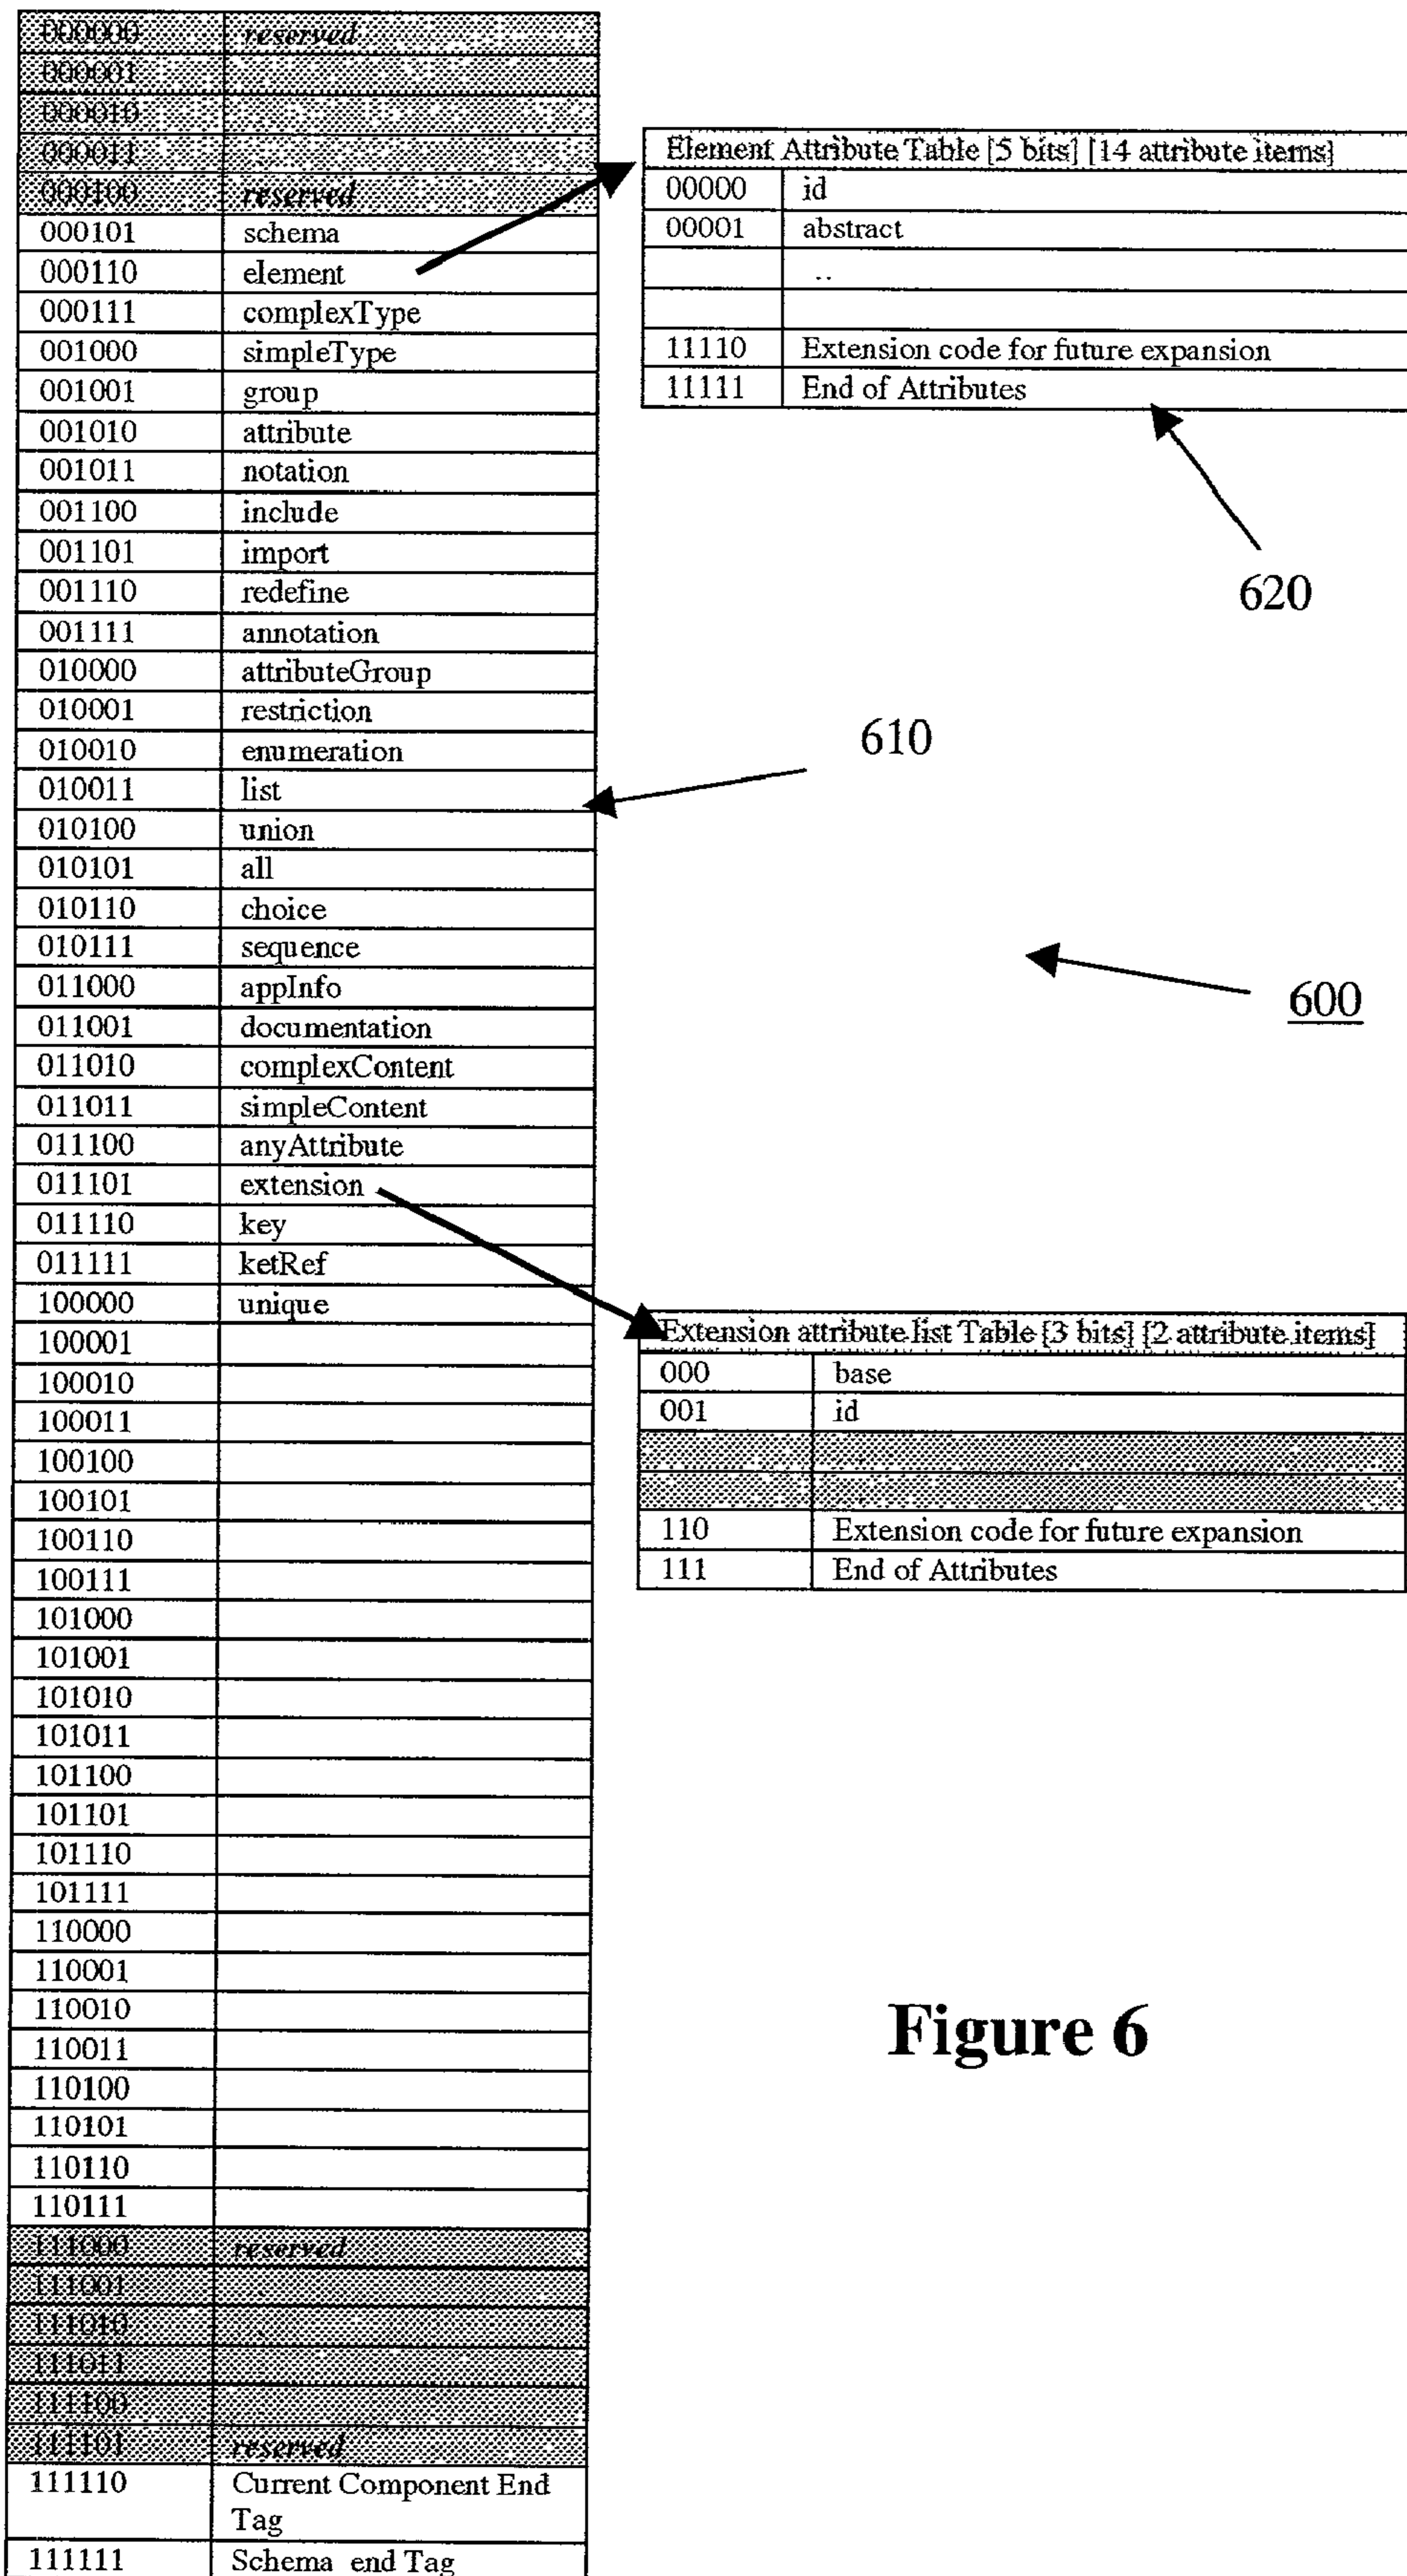 000000 reserved
000001
000010
000011
000100 reserved
000101 schema
000110 element
000111 complexType
001000 simpleType
001001 group
001010 attribute
001011 notation
001100 include
001101 import
001110 redefine
001111 annotation
010000 attributeGroup
010001 restriction
010010 enumeration
010011 list
010100 union
010101 all
010110 choice
010111 sequence
011000 appInfo
011001 documentation
011010 complexContent
011011 simpleContent
011100 anyAttribute
011101 extension
011110 key
011111 ketRef
100000 unique
100001
100010
100011
100100
100101
100110
100111
101000
101001
101010
101011
101100
101101
101110
101111
110000
110001
110010
110011
110100
110101
110110
110111
111000 reserved
111001
111010
111011
111100
111101 reserved
111110 Current Component End
Tag
111111 Schema end Tag
Element Attribute Table [5 bits] [14 attribute items]
00000 id
00001 abstract
..
11110 Extension code for future expansion
11111 End of Attributes
620
610
600
Extension attribute list Table [3 bits] [2 attribute items]
000 base
001 id
110 Extension code for future expansion
111 End of Attributes
Figure 6